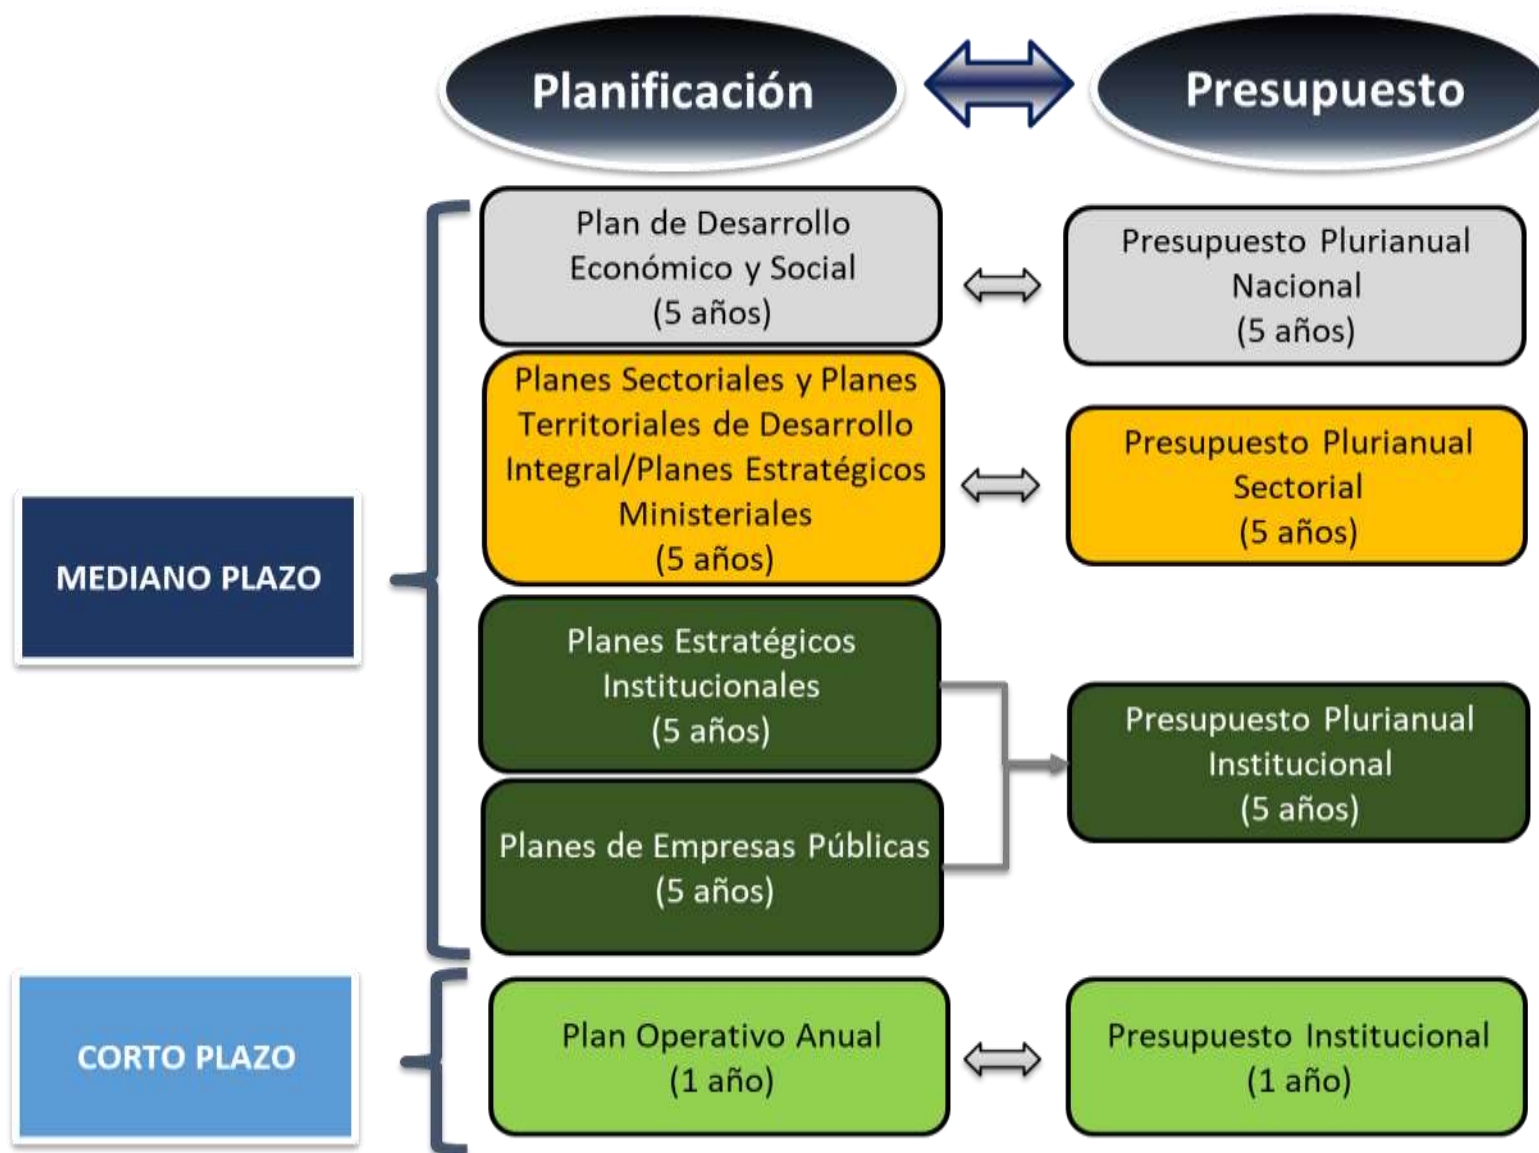 Planificación
Presupuesto
Plan de Desarrollo
Económico y Social
(5 años)
Presupuesto Plurianual
Nacional
(5 años)
Planes Sectoriales y Planes
Territoriales de Desarrollo
Integral/Planes Estratégicos
Ministeriales
(5 años)
Presupuesto Plurianual
Sectorial
(5 años)
MEDIANO PLAZO
Planes Estratégicos
Institucionales
(5 años)
Planes de Empresas Públicas
(5 años)
Presupuesto Plurianual
Institucional
(5 años)
CORTO PLAZO
Plan Operativo Anual
(1 año)
Presupuesto Institucional
(1 año)